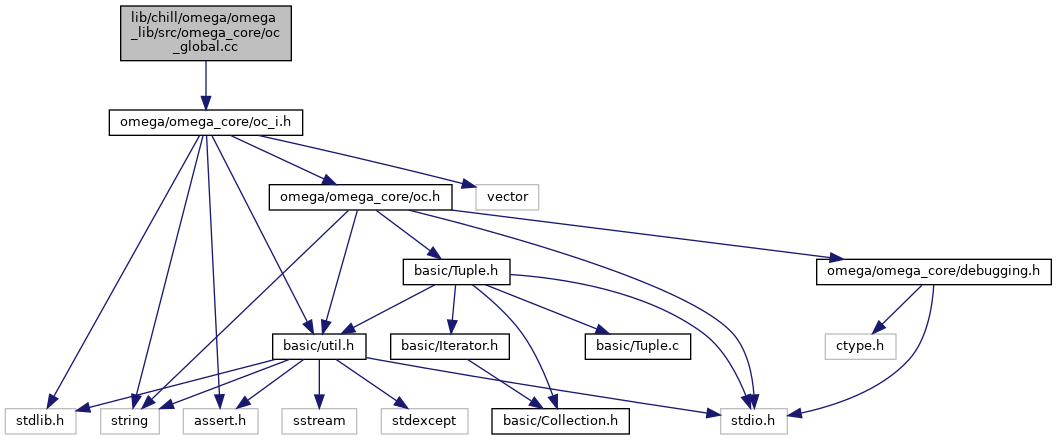 lib/chill/omega/omega
_lib/src/omega_core/oc
_global.cc
omega/omega_core/oc_i.h
omega/omega_core/oc.h
vector
basic/Tuple.h
omega/omega_core/debugging.h
basic/util.h
basic/Iterator.h
basic/Tuple.c
ctype.h
stdlib.h
string
assert.h
sstream
stdexcept
basic/Collection.h
stdio.h